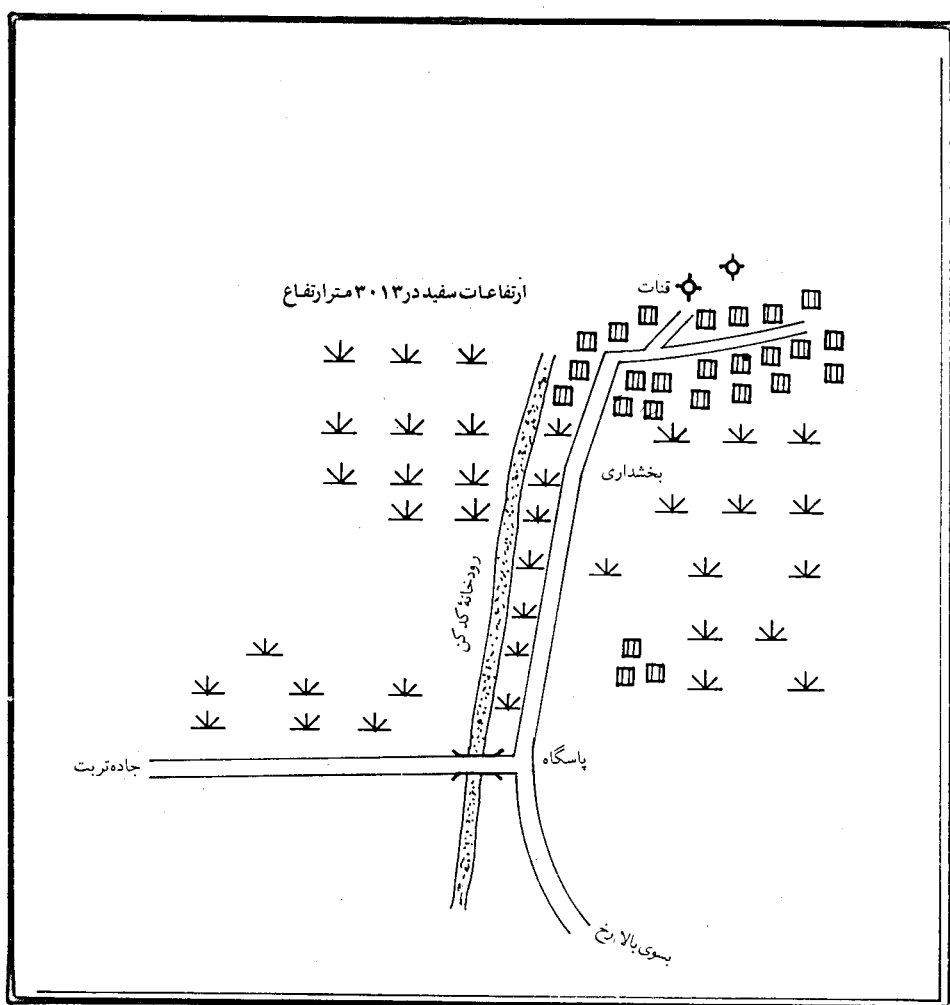 قنات
ارتفاعات سفید در ۳۰۱۳ متر ارتفاع
بخشداری
رودخانهٔ کدکن
پاسگاه
جاده تربت
بسوی بالا رخ